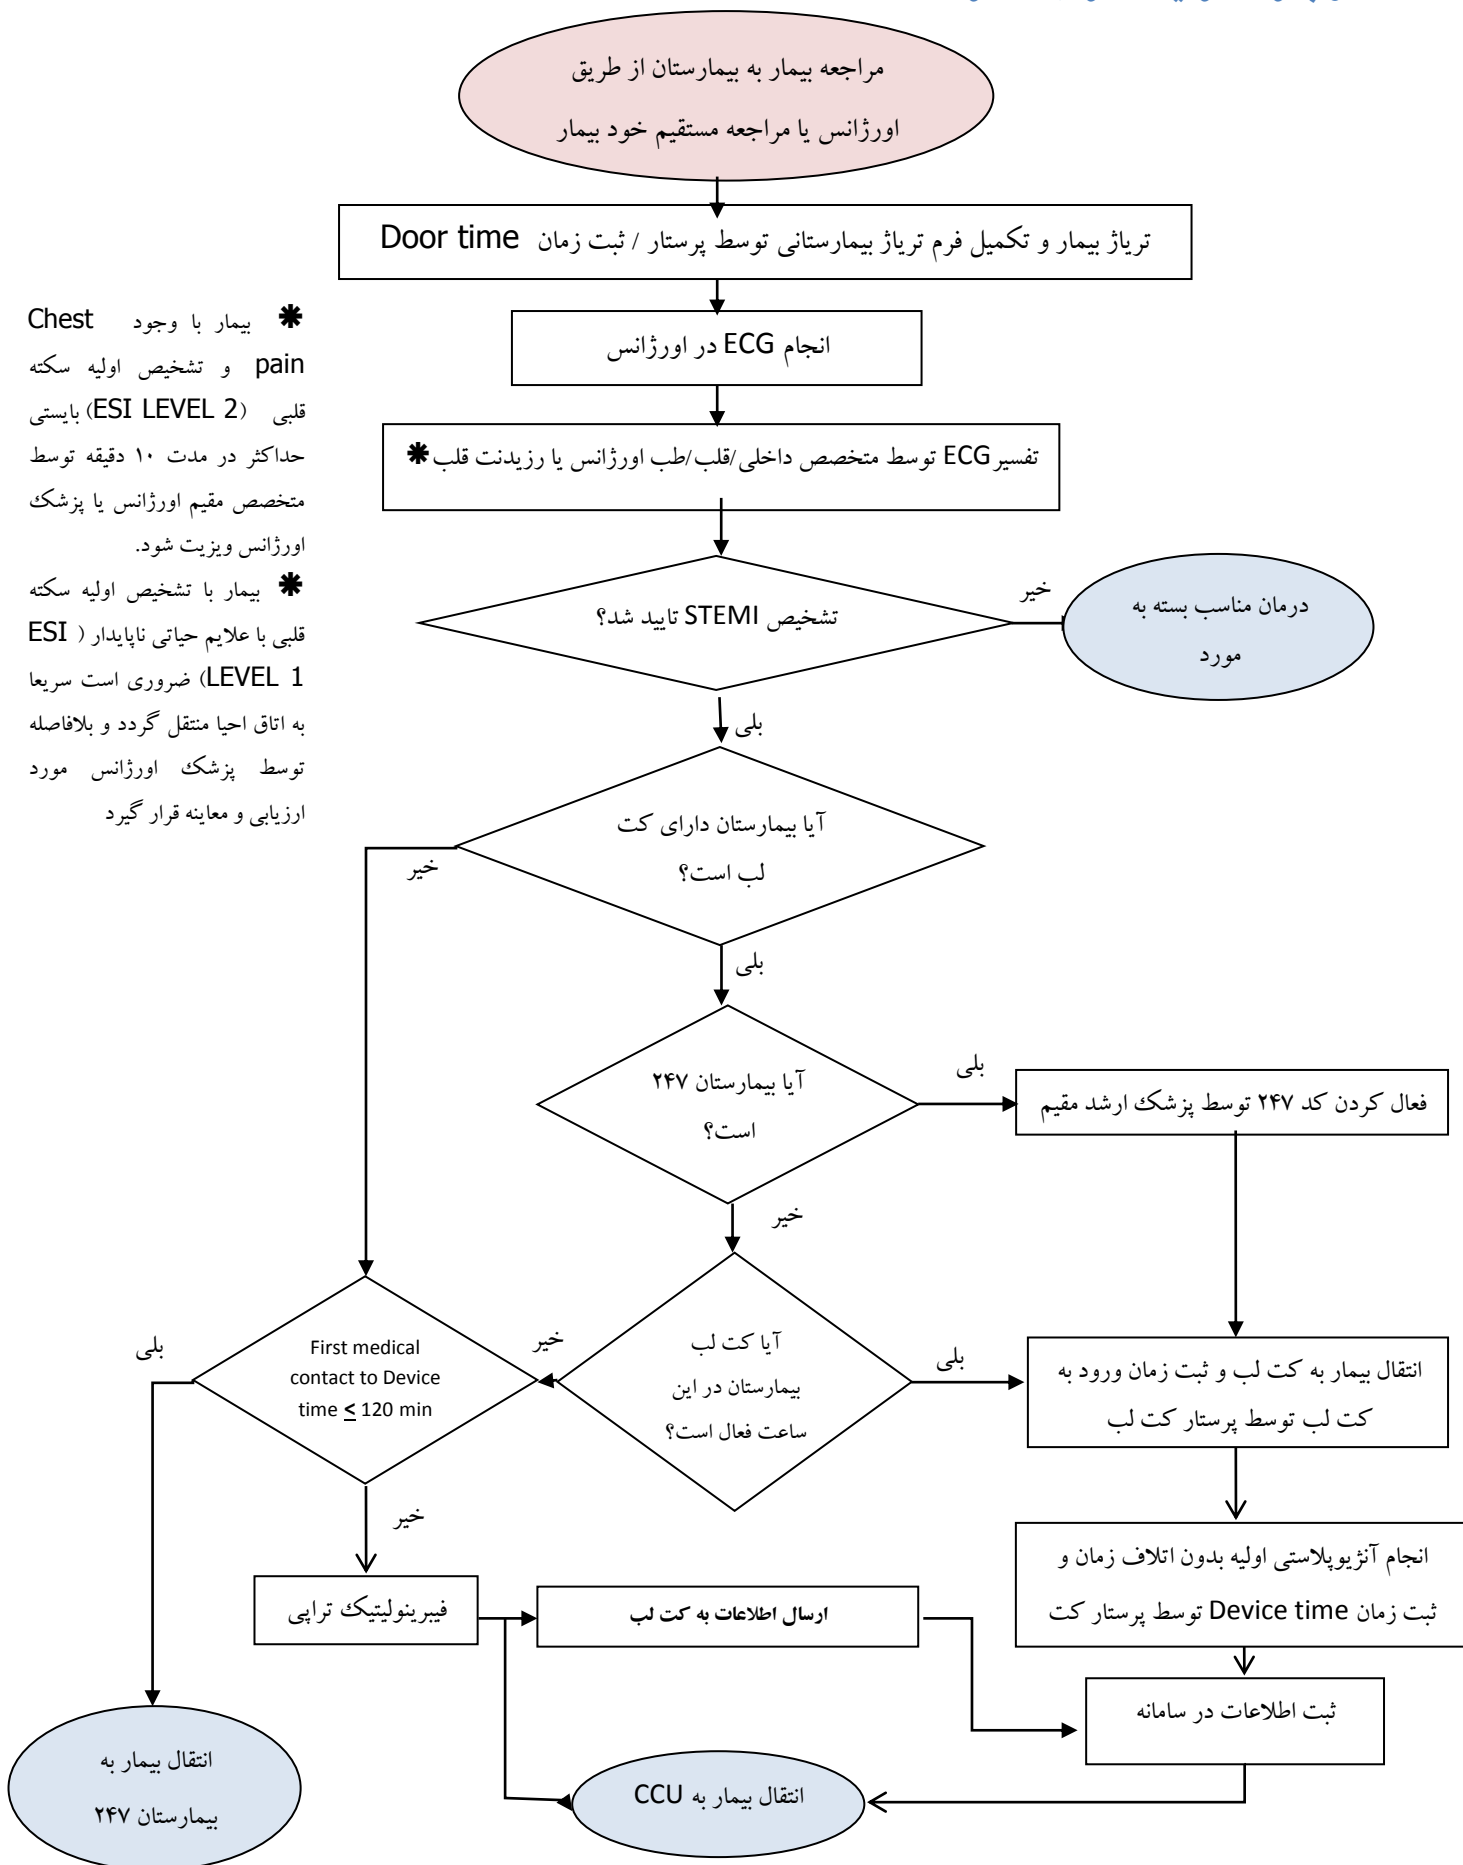 مراجعه بیمار به بیمارستان از طریق
اورژانس یا مراجعه مستقیم خود بیمار
تریاژ بیمار و تکمیل فرم تریاژ بیمارستانی توسط پرستار / ثبت زمان Door time
انجام ECG در اورژانس
تفسیر ECG توسط متخصص داخلی/قلب/طب اورژانس یا رزیدنت قلب ✱
✱ بیمار با وجود Chest
pain و تشخیص اولیه سکته
قلبی (ESI LEVEL 2) بایستی
حداکثر در مدت ۱۰ دقیقه توسط
متخصص مقیم اورژانس یا پزشک
اورژانس ویزیت شود.
✱ بیمار با تشخیص اولیه سکته
قلبی با علایم حیاتی ناپایدار ( ESI
LEVEL 1) ضروری است سریعا
به اتاق احیا منتقل گردد و بلافاصله
توسط پزشک اورژانس مورد
ارزیابی و معاینه قرار گیرد
تشخیص STEMI تایید شد؟
خیر
درمان مناسب بسته به
مورد
بلی
آیا بیمارستان دارای کت
لب است؟
خیر
بلی
آیا بیمارستان ۲۴۷
است؟
بلی
فعال کردن کد ۲۴۷ توسط پزشک ارشد مقیم
خیر
آیا کت لب
بیمارستان در این
ساعت فعال است؟
بلی
خیر
انتقال بیمار به کت لب و ثبت زمان ورود به
کت لب توسط پرستار کت لب
First medical
contact to Device
time ≤ 120 min
بلی
خیر
انجام آنژیوپلاستی اولیه بدون اتلاف زمان و
ثبت زمان Device time توسط پرستار کت
فیبرینولیتیک تراپی
ارسال اطلاعات به کت لب
ثبت اطلاعات در سامانه
انتقال بیمار به CCU
انتقال بیمار به
بیمارستان ۲۴۷